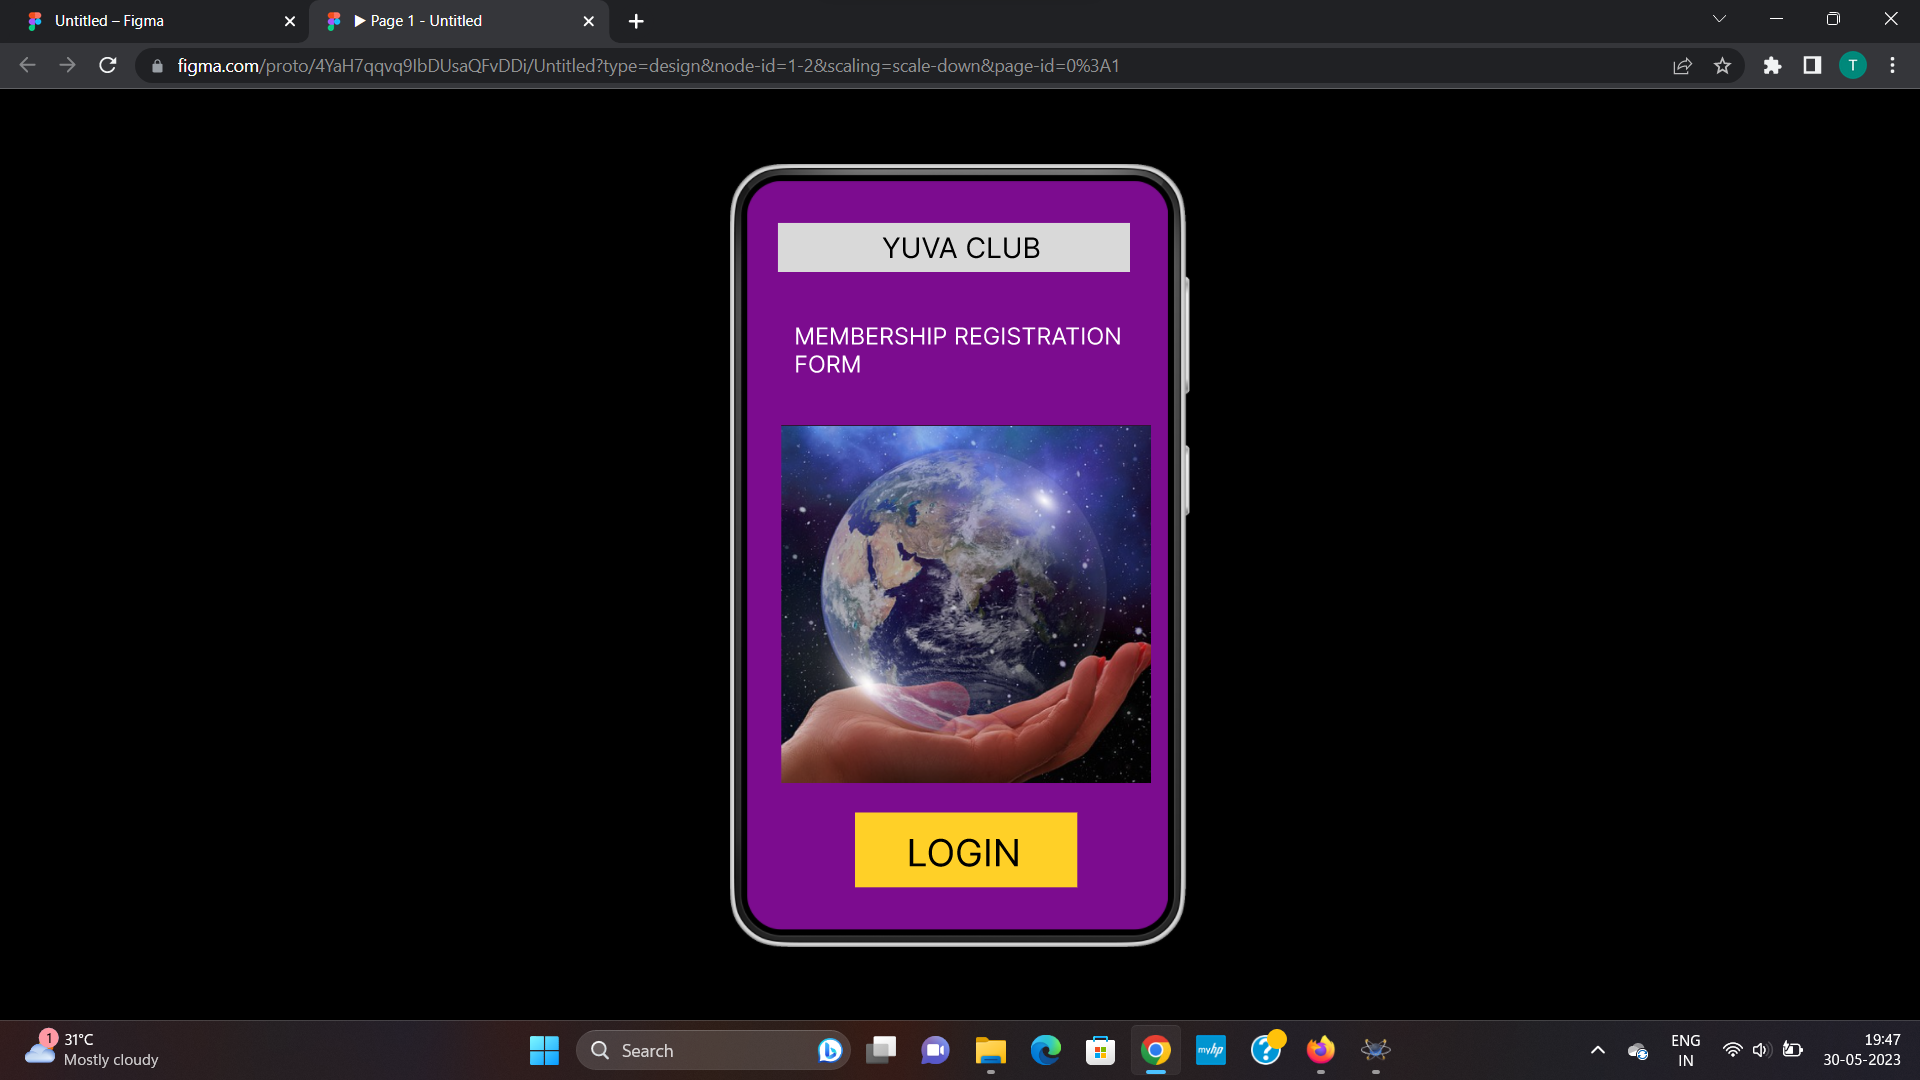 Untitled – Figma
Page 1 - Untitled
figma.com/proto/4YaH7qqvq9IbDUsaQFvDDi/Untitled?type=design&node-id=1-2&scaling=scale-down&page-id=0%3A1
T
YUVA CLUB
MEMBERSHIP REGISTRATION
FORM
LOGIN
1
31°C
Mostly cloudy
Search
myhp
ENG
IN
19:47
30-05-2023